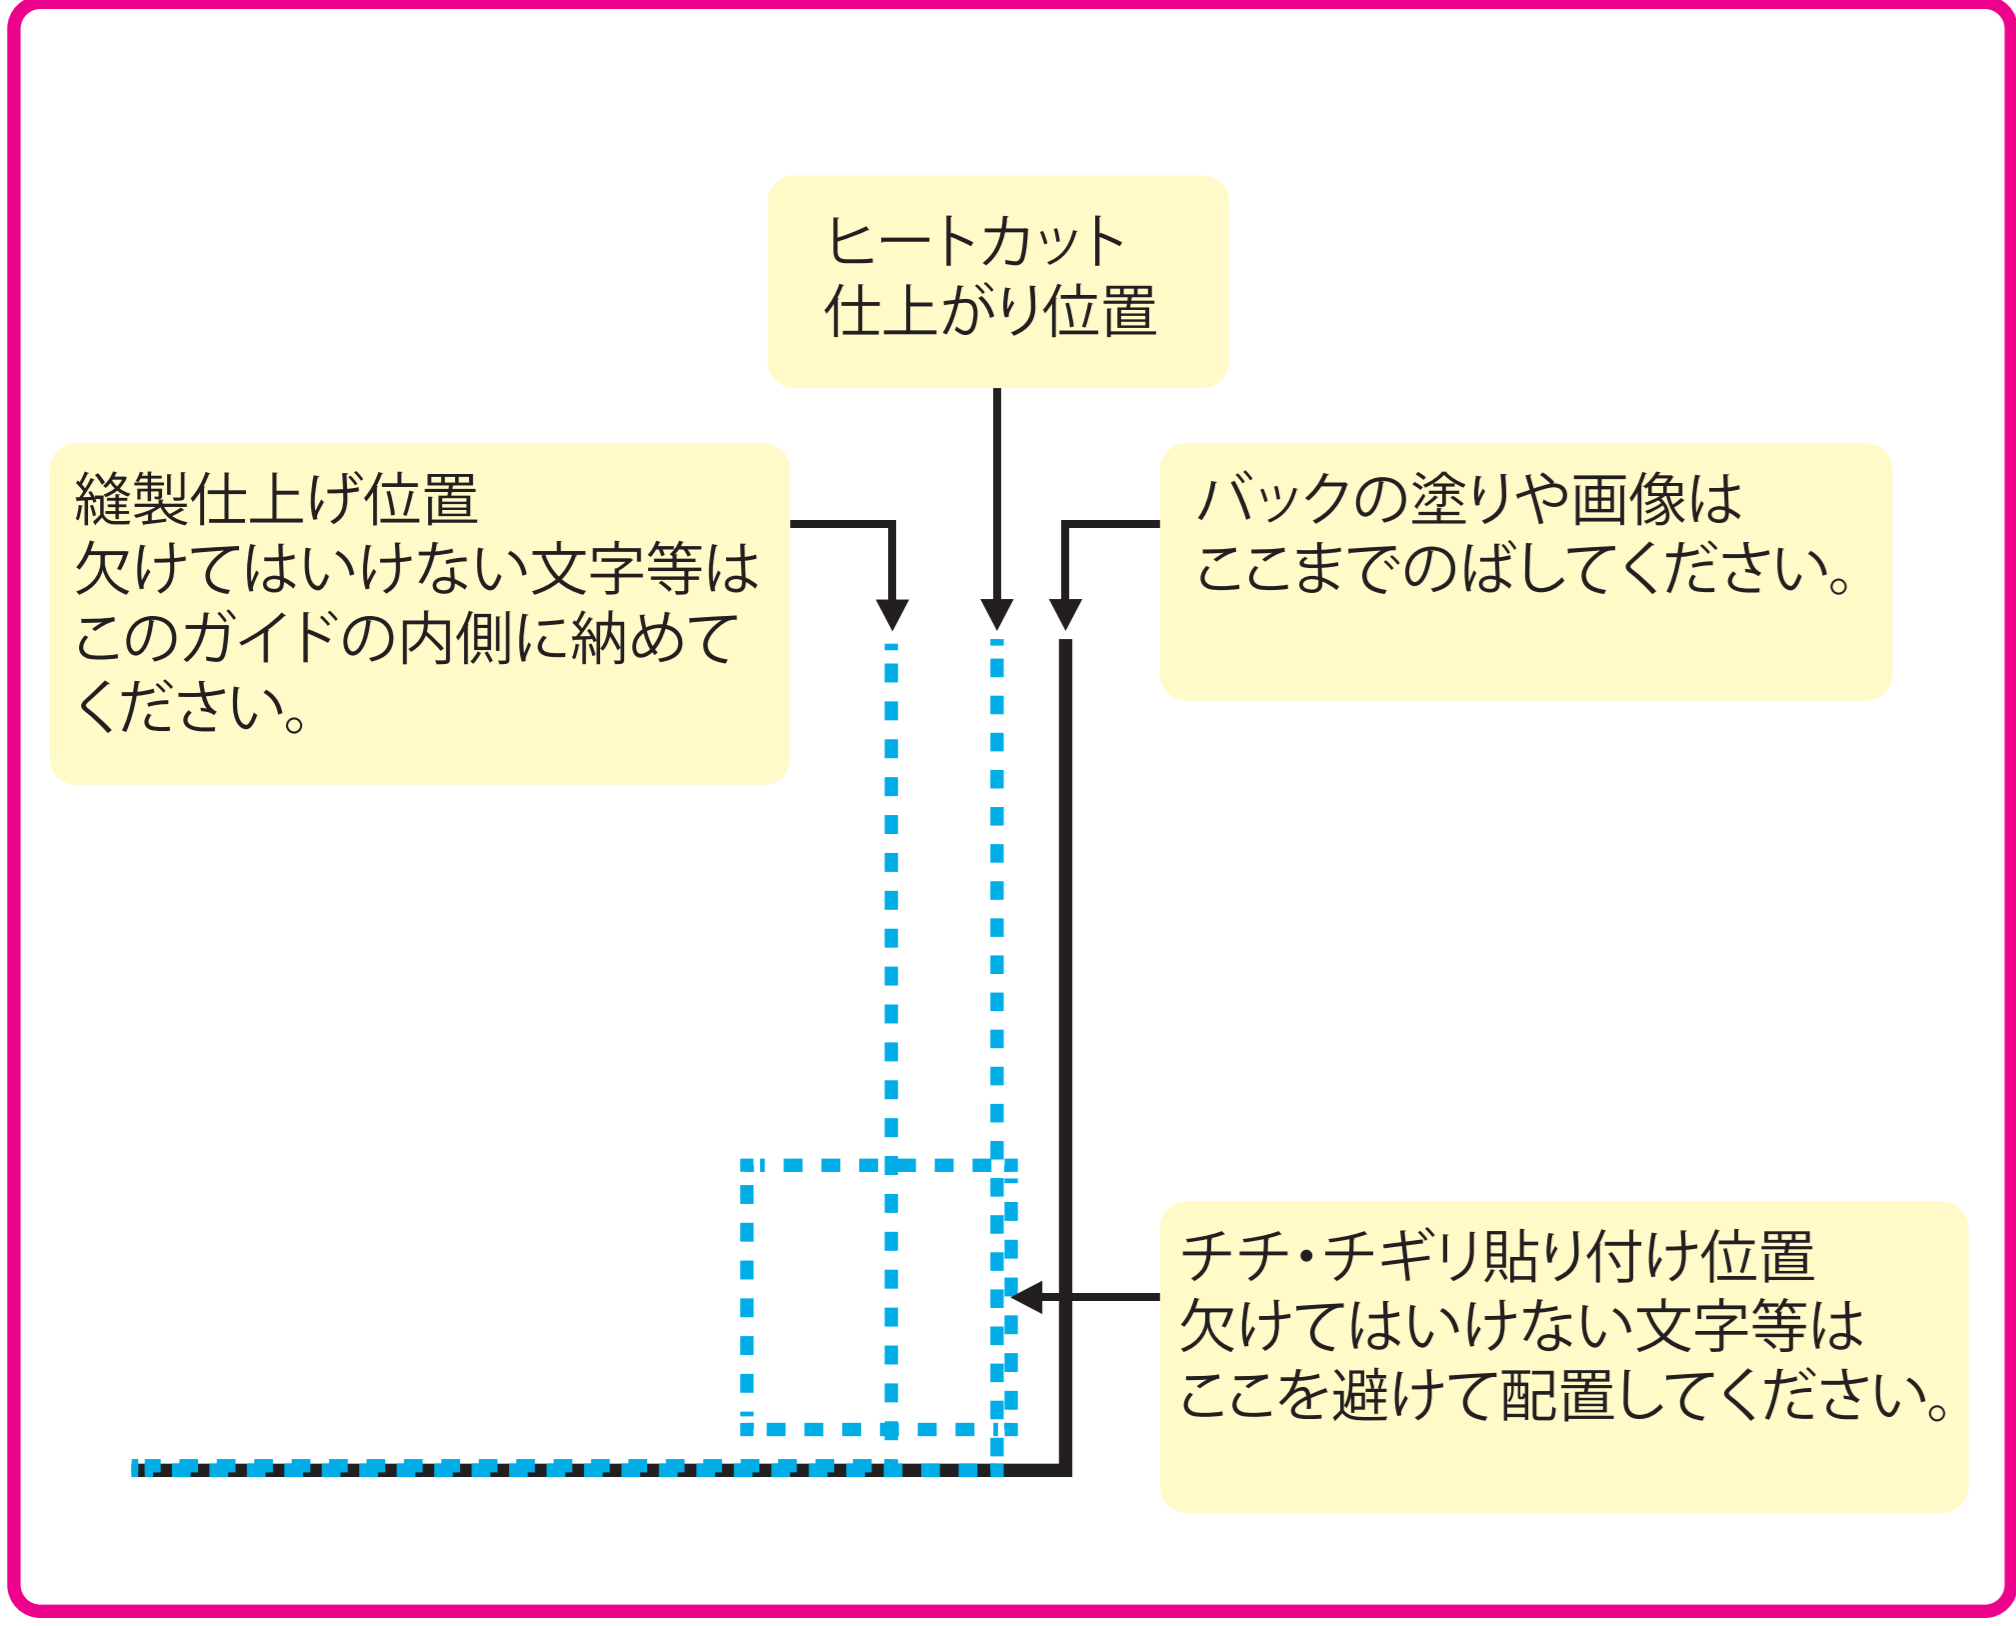 ヒートカット
仕上がり位置
縫製仕上げ位置
欠けてはいけない文字等は
このガイドの内側に納めて
ください。
バックの塗りや画像は
ここまでのばしてください。
チチ・チギリ貼り付け位置
欠けてはいけない文字等は
ここを避けて配置してください。